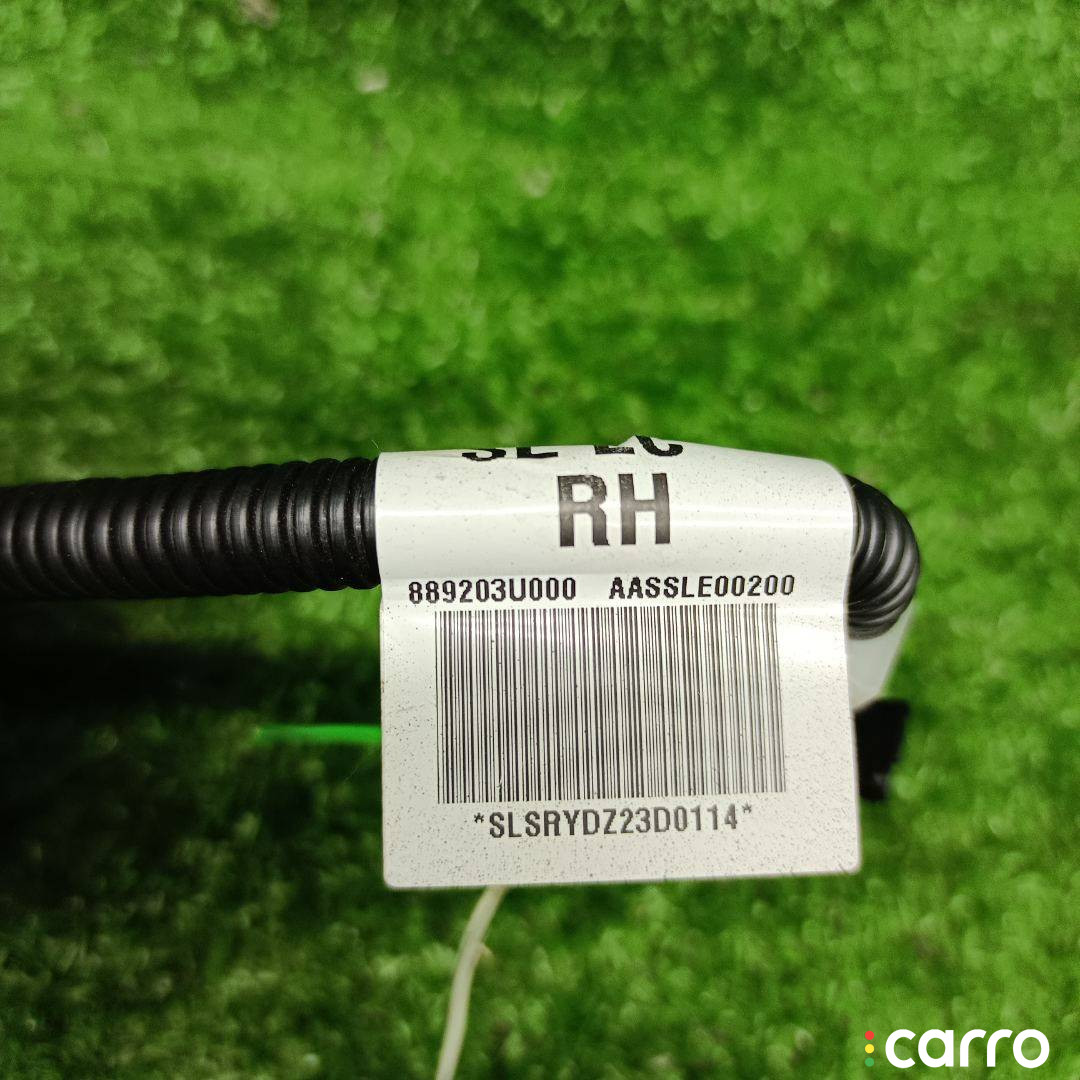 RH
889203U000 AASSLE00200
*SLSRYDZ23D0114*
carro